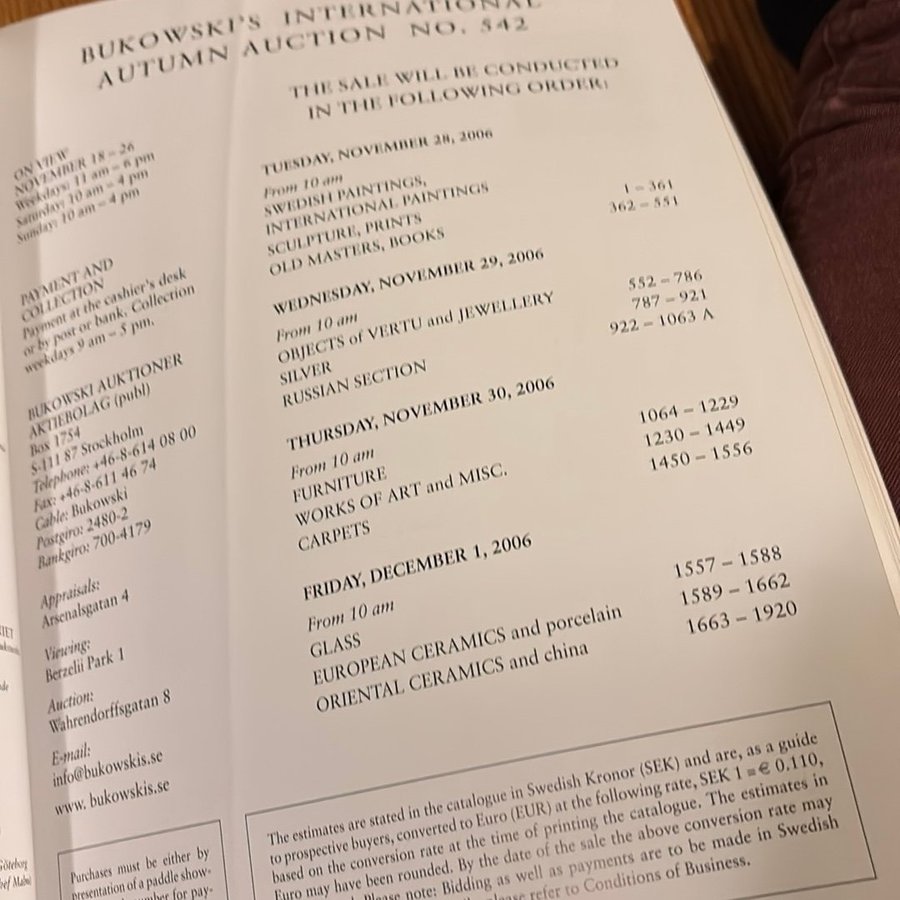 BUKOWSKI'S INTERNATIONAL
AUTUMN AUCTION NO. 542
ON VIEW
NOVEMBER 18 – 26
Weekdays: 11 am – 6 pm
Saturday: 10 am – 4 pm
Sunday: 10 am – 4 pm
PAYMENT AND
COLLECTION
Payment at the cashier's desk
or by post or bank. Collection
weekdays 9 am – 5 pm.
BUKOWSKI AUKTIONER
AKTIEBOLAG (publ)
Box 1754
S-111 87 Stockholm
Telephone: +46-8-614 08 00
Fax: +46-8-611 46 74
Cable: Bukowski
Postgiro: 2480-2
Bankgiro: 700-4179
Appraisals:
Arsenalsgatan 4
Viewing:
Berzelii Park 1
Auction:
Wahrendorffsgatan 8
E-mail:
info@bukowskis.se
www. bukowskis.se
Purchases must be either by
presentation of a paddle show-
for pay-
THE SALE WILL BE CONDUCTED
IN THE FOLLOWING ORDER:
TUESDAY, NOVEMBER 28, 2006
From 10 am
SWEDISH PAINTINGS,
INTERNATIONAL PAINTINGS 1 – 361
SCULPTURE, PRINTS 362 – 551
OLD MASTERS, BOOKS
WEDNESDAY, NOVEMBER 29, 2006
From 10 am
OBJECTS of VERTU and JEWELLERY 552 – 786
SILVER 787 – 921
RUSSIAN SECTION 922 – 1063 A
THURSDAY, NOVEMBER 30, 2006
From 10 am
FURNITURE 1064 – 1229
WORKS OF ART and MISC. 1230 – 1449
CARPETS 1450 – 1556
FRIDAY, DECEMBER 1, 2006
From 10 am
GLASS 1557 – 1588
EUROPEAN CERAMICS and porcelain 1589 – 1662
ORIENTAL CERAMICS and china 1663 – 1920
The estimates are stated in the catalogue in Swedish Kronor (SEK) and are, as a guide
to prospective buyers, converted to Euro (EUR) at the following rate, SEK 1 = € 0,110,
based on the conversion rate at the time of printing the catalogue. The estimates in
Euro may have been rounded. By the date of the sale the above conversion rate may
Please note: Bidding as well as payments are to be made in Swedish
please refer to Conditions of Business.